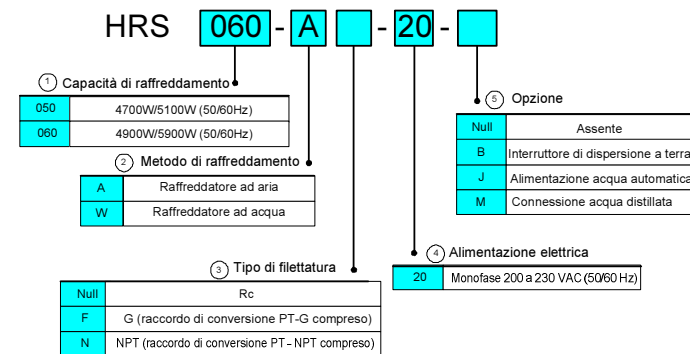 HRS 060 - A - 20 -
1 Capacità di raffreddamento
050 4700W/5100W (50/60Hz)
060 4900W/5900W (50/60Hz)
2 Metodo di raffreddamento
A Raffreddatore ad aria
W Raffreddatore ad acqua
3 Tipo di filettatura
Null Rc
F G (raccordo di conversione PT-G compreso)
N NPT (raccordo di conversione PT-NPT compreso)
4 Alimentazione elettrica
20 Monofase 200 a 230 VAC (50/60 Hz)
5 Opzione
Null Assente
B Interruttore di dispersione a terra
J Alimentazione acqua automatica
M Connessione acqua distillata